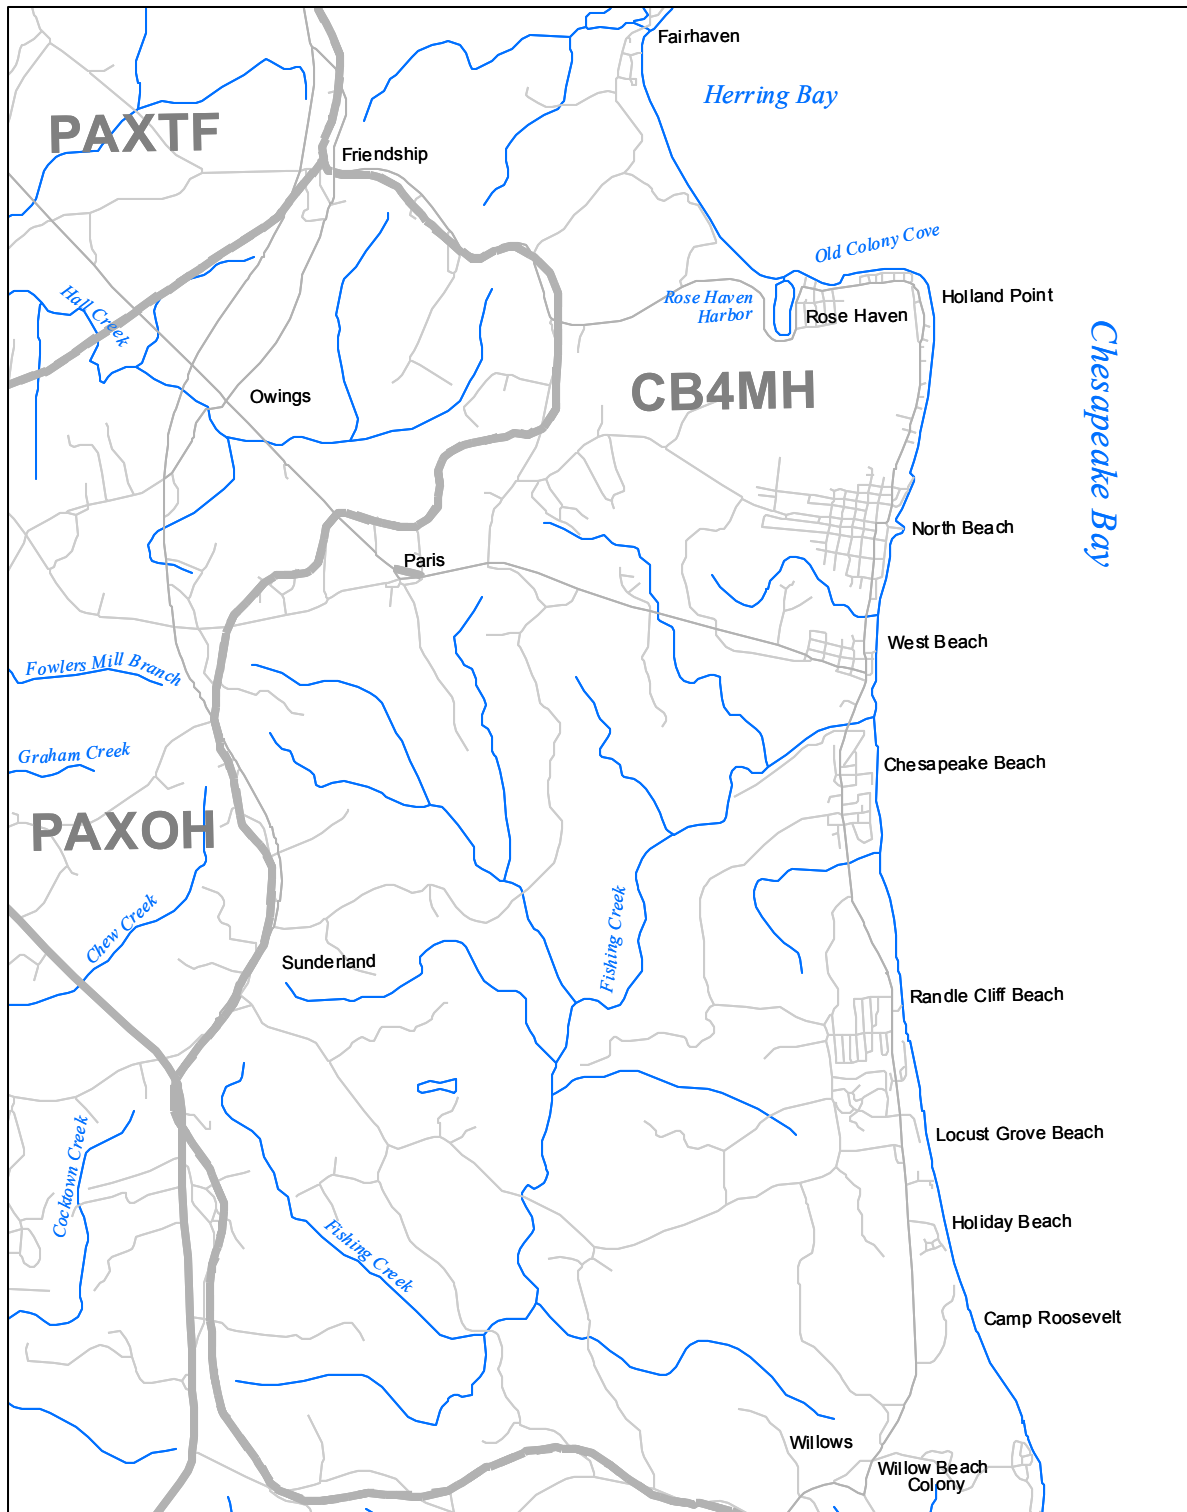 Fairhaven
Herring Bay
PAXTF
Friendship
Old Colony Cove
Hall Creek
Rose Haven
Harbor
Holland Point
Rose Haven
Chesapeake Bay
Owings
CB4MH
North Beach
Paris
West Beach
Fowlers Mill Branch
Graham Creek
Chesapeake Beach
PAXOH
Chew Creek
Fishing Creek
Sunderland
Randle Cliff Beach
Cocktown Creek
Locust Grove Beach
Fishing Creek
Holiday Beach
Camp Roosevelt
Willows
Willow Beach
Colony